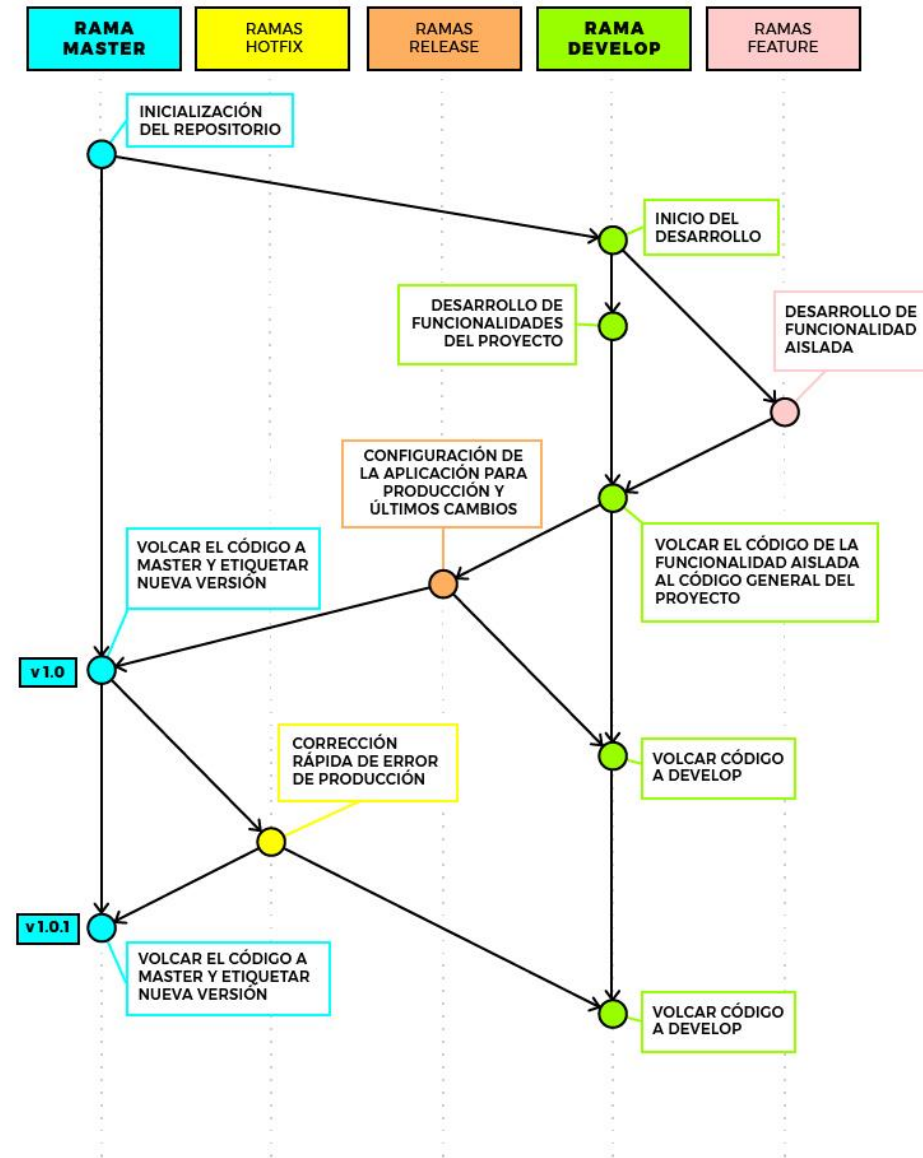 RAMA
MASTER
RAMAS
HOTFIX
RAMAS
RELEASE
RAMA
DEVELOP
RAMAS
FEATURE
INICIALIZACIÓN
DEL REPOSITORIO
INICIO DEL
DESARROLLO
DESARROLLO DE
FUNCIONALIDADES
DEL PROYECTO
DESARROLLO DE
FUNCIONALIDAD
AISLADA
CONFIGURACIÓN DE
LA APLICACIÓN PARA
PRODUCCIÓN Y
ÚLTIMOS CAMBIOS
VOLCAR EL CÓDIGO A
MASTER Y ETIQUETAR
NUEVA VERSIÓN
VOLCAR EL CÓDIGO DE LA
FUNCIONALIDAD AISLADA
AL CÓDIGO GENERAL DEL
PROYECTO
v 1.0
CORRECCIÓN
RÁPIDA DE ERROR
DE PRODUCCIÓN
VOLCAR CÓDIGO
A DEVELOP
v 1.0.1
VOLCAR EL CÓDIGO A
MASTER Y ETIQUETAR
NUEVA VERSIÓN
VOLCAR CÓDIGO
A DEVELOP